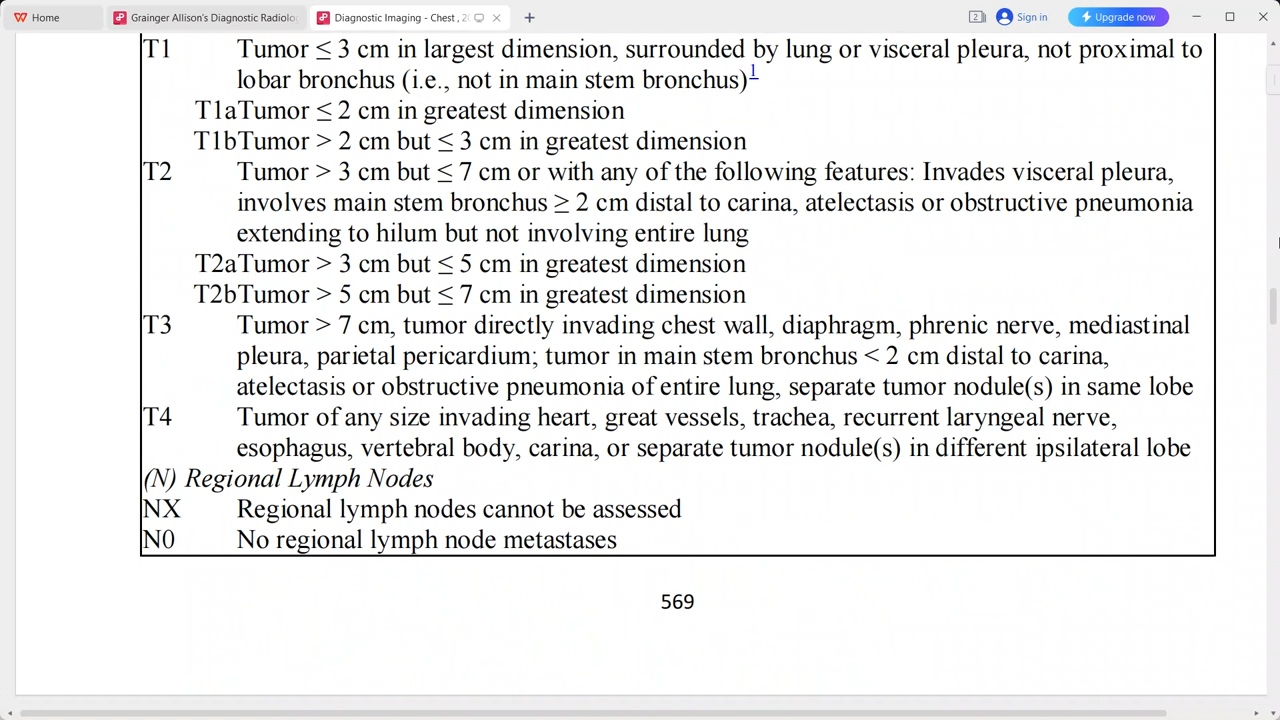 Home
Grainger Allison's Diagnostic Radiolo
Diagnostic Imaging - Chest , 2
2
Sign in
Upgrade now
T1 Tumor ≤ 3 cm in largest dimension, surrounded by lung or visceral pleura, not proximal to
lobar bronchus (i.e., not in main stem bronchus)1
T1aTumor ≤ 2 cm in greatest dimension
T1bTumor > 2 cm but ≤ 3 cm in greatest dimension
T2 Tumor > 3 cm but ≤ 7 cm or with any of the following features: Invades visceral pleura,
involves main stem bronchus ≥ 2 cm distal to carina, atelectasis or obstructive pneumonia
extending to hilum but not involving entire lung
T2aTumor > 3 cm but ≤ 5 cm in greatest dimension
T2bTumor > 5 cm but ≤ 7 cm in greatest dimension
T3 Tumor > 7 cm, tumor directly invading chest wall, diaphragm, phrenic nerve, mediastinal
pleura, parietal pericardium; tumor in main stem bronchus < 2 cm distal to carina,
atelectasis or obstructive pneumonia of entire lung, separate tumor nodule(s) in same lobe
T4 Tumor of any size invading heart, great vessels, trachea, recurrent laryngeal nerve,
esophagus, vertebral body, carina, or separate tumor nodule(s) in different ipsilateral lobe
(N) Regional Lymph Nodes
NX Regional lymph nodes cannot be assessed
N0 No regional lymph node metastases
569